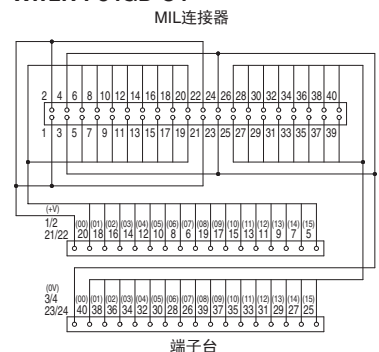 MIL连接器
2 4 6 8 10 12 14 16 18 20 22 24 26 28 30 32 34 36 38 40
1 3 5 7 9 11 13 15 17 19 21 23 25 27 29 31 33 35 37 39
(+V) (00) (01) (02) (03) (04) (05) (06) (07) (08) (09) (10) (11) (12) (13) (14) (15)
1/2 20 18 16 14 12 10 8 6 19 17 15 13 11 9 7 5
21/22
(0V)
3/4 (00) (01) (02) (03) (04) (05) (06) (07) (08) (09) (10) (11) (12) (13) (14) (15)
23/24 40 38 36 34 32 30 28 26 39 37 35 33 31 29 27 25
端子台